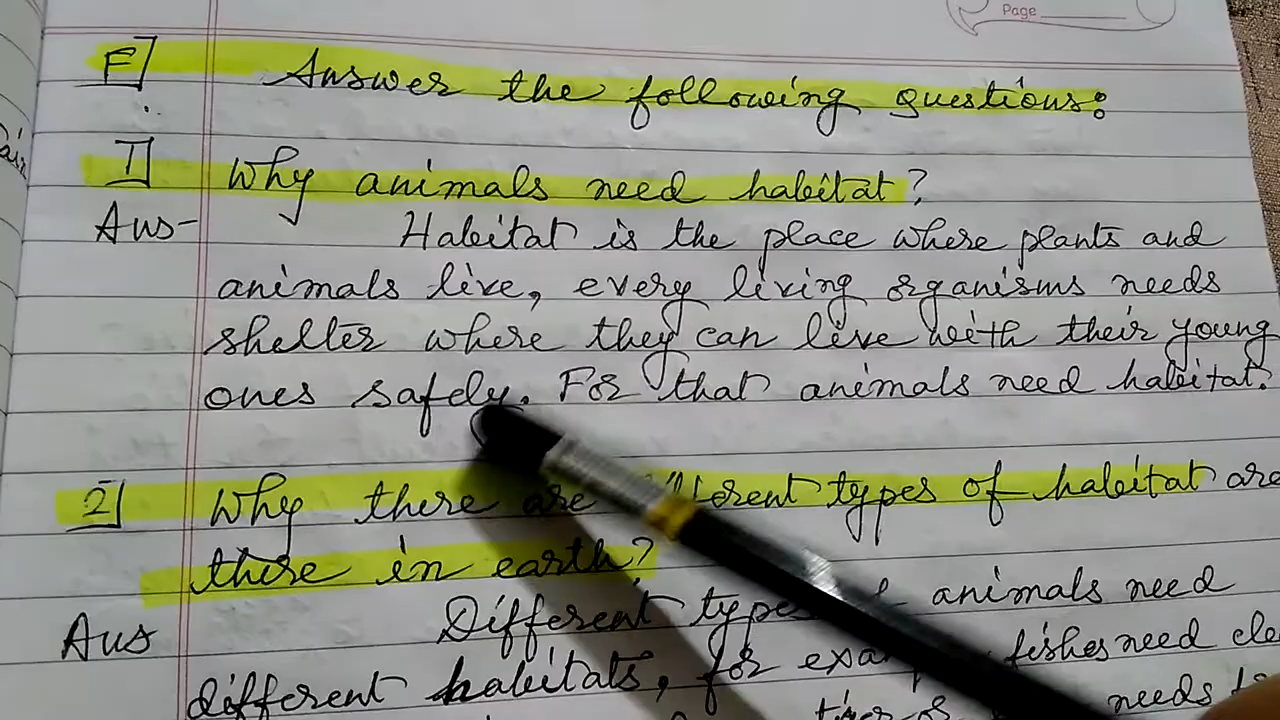 Page
F] Answer the following questions:
1] Why animals need habitat?
Ans- Habitat is the place where plants and
animals live, every living organisms needs
shelter where they can live with their young
ones safely. For that animals need habitat.
2] Why there are different types of habitat are
there in earth?
Ans Different types animals need
different habitats, for fishes need
needs